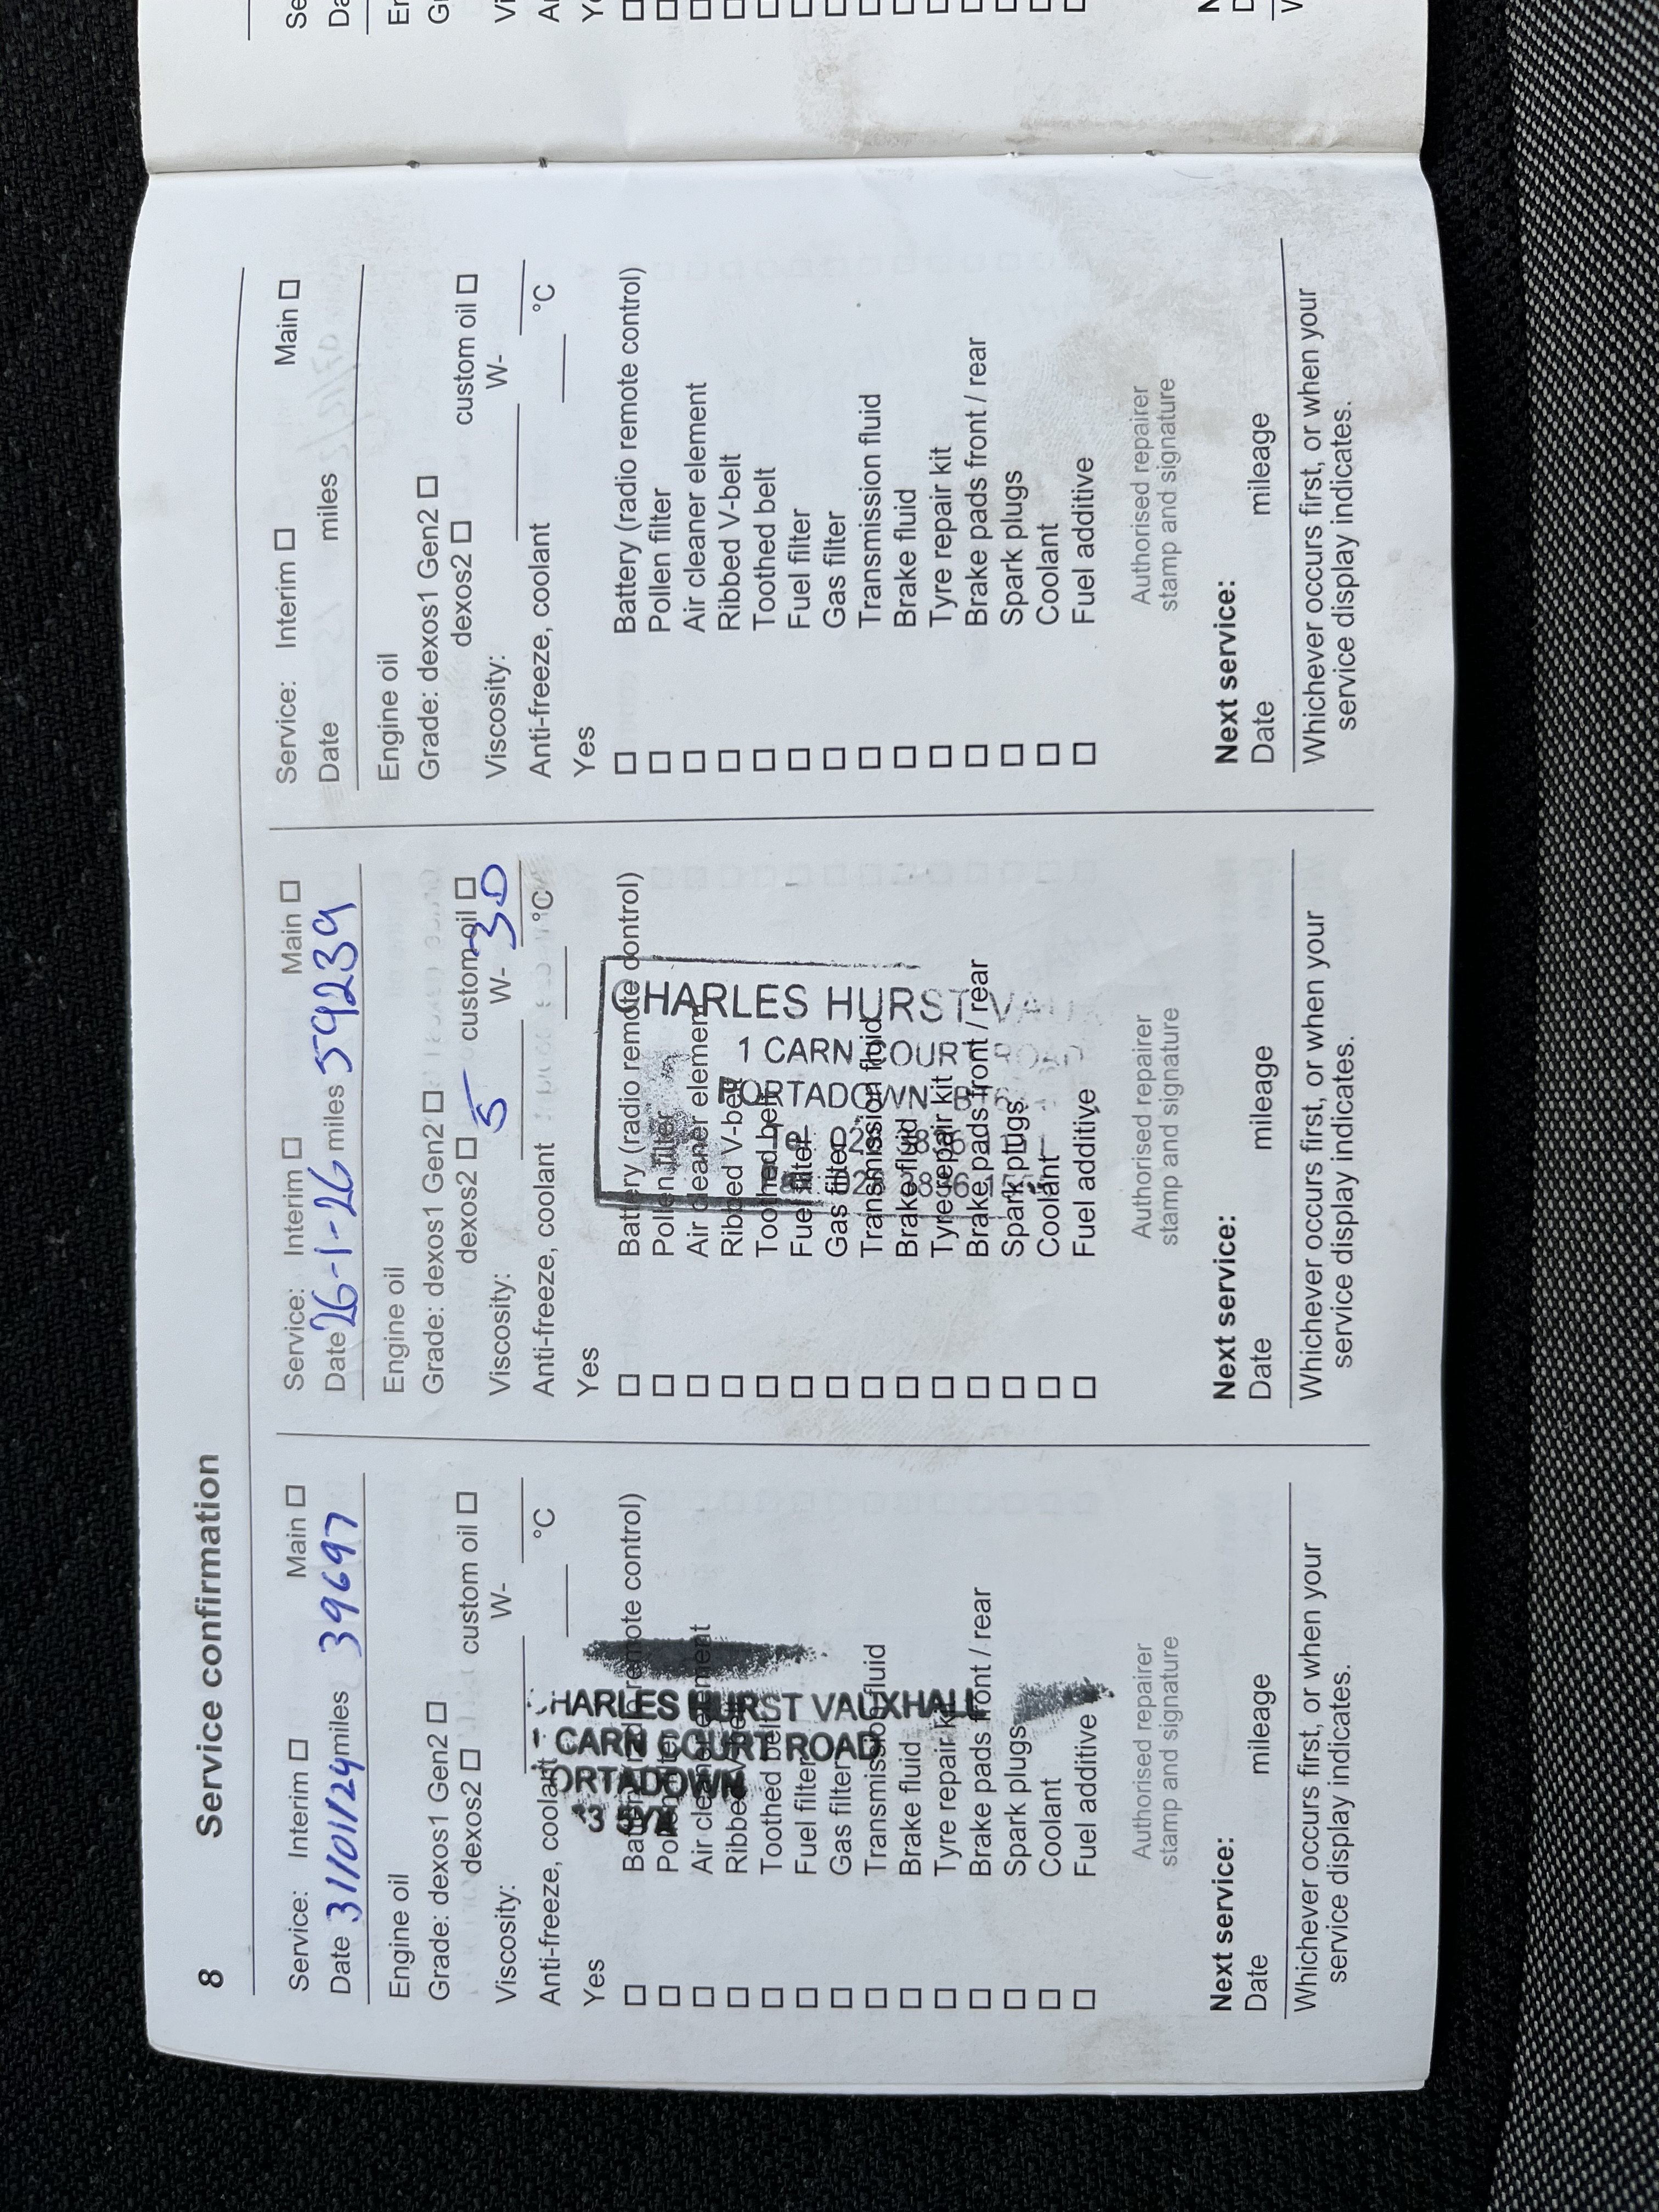 8 Service confirmation
Service: Interim □ Main □
Date 31/01/24 miles 39697
Engine oil
Grade: dexos1 Gen2 □
dexos2 □ custom oil □
Viscosity: W-
Anti-freeze, coolant °C
Yes
□ Battery (radio remote control)
□ Pollen filter
□ Air cleaner element
□ Ribbed V-belt
□ Toothed belt
□ Fuel filter
□ Gas filter
□ Transmission fluid
□ Brake fluid
□ Tyre repair kit
□ Brake pads front / rear
□ Spark plugs
□ Coolant
□ Fuel additive
HARLES HURST VAUXHALL
1 CARN COURT ROAD
ORTADOWN
Authorised repairer
stamp and signature
Next service:
Date mileage
Whichever occurs first, or when your
service display indicates.
Service: Interim □ Main □
Date 26-1-26 miles 59239
Engine oil
Grade: dexos1 Gen2 □
dexos2 □ custom oil □
Viscosity: 5 W- 30
Anti-freeze, coolant °C
Yes
□ Battery (radio remote control)
□ Pollen filter
□ Air cleaner element
□ Ribbed V-belt
□ Toothed belt
□ Fuel filter
□ Gas filter
□ Transmission fluid
□ Brake fluid
□ Tyre repair kit
□ Brake pads front / rear
□ Spark plugs
□ Coolant
□ Fuel additive
CHARLES HURST
1 CARN COURT ROAD
PORTADOWN
Authorised repairer
stamp and signature
Next service:
Date mileage
Whichever occurs first, or when your
service display indicates.
Service: Interim □ Main □
Date miles
Engine oil
Grade: dexos1 Gen2 □
dexos2 □ custom oil □
Viscosity: W-
Anti-freeze, coolant °C
Yes
□ Battery (radio remote control)
□ Pollen filter
□ Air cleaner element
□ Ribbed V-belt
□ Toothed belt
□ Fuel filter
□ Gas filter
□ Transmission fluid
□ Brake fluid
□ Tyre repair kit
□ Brake pads front / rear
□ Spark plugs
□ Coolant
□ Fuel additive
Authorised repairer
stamp and signature
Next service:
Date mileage
Whichever occurs first, or when your
service display indicates.